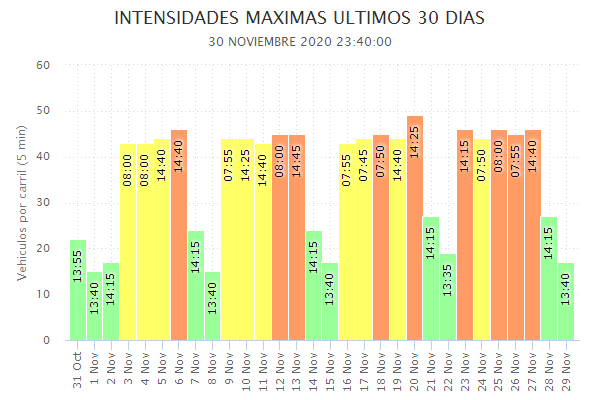 INTENSIDADES MAXIMAS ULTIMOS 30 DIAS
30 NOVIEMBRE 2020 23:40:00
Vehiculos por carril (5 min)
60
50
40
30
20
10
0
13:55
13:40
14:15
08:00
08:00
14:40
14:40
14:15
13:40
07:55
14:25
14:40
08:00
14:45
14:15
13:40
07:55
07:45
07:50
14:40
14:25
14:15
13:35
14:15
07:50
08:00
07:55
14:40
14:15
13:40
31 Oct
1 Nov
2 Nov
3 Nov
4 Nov
5 Nov
6 Nov
7 Nov
8 Nov
9 Nov
10 Nov
11 Nov
12 Nov
13 Nov
14 Nov
15 Nov
16 Nov
17 Nov
18 Nov
19 Nov
20 Nov
21 Nov
22 Nov
23 Nov
24 Nov
25 Nov
26 Nov
27 Nov
28 Nov
29 Nov